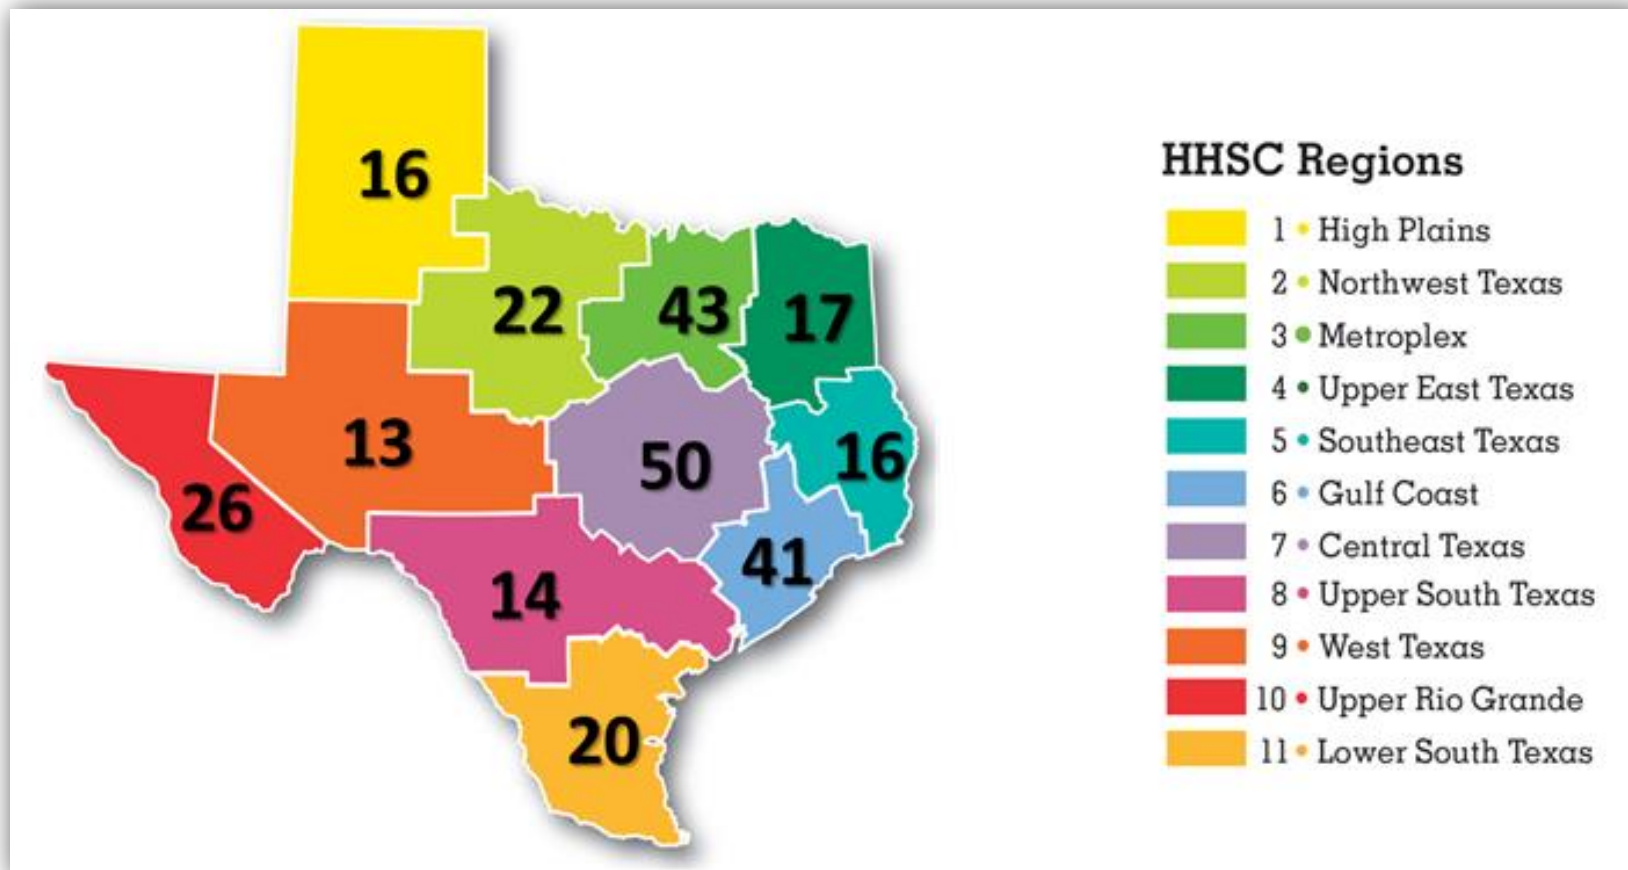 16
22
43
17
13
50
16
26
41
14
20
HHSC Regions
1 • High Plains
2 • Northwest Texas
3 • Metroplex
4 • Upper East Texas
5 • Southeast Texas
6 • Gulf Coast
7 • Central Texas
8 • Upper South Texas
9 • West Texas
10 • Upper Rio Grande
11 • Lower South Texas